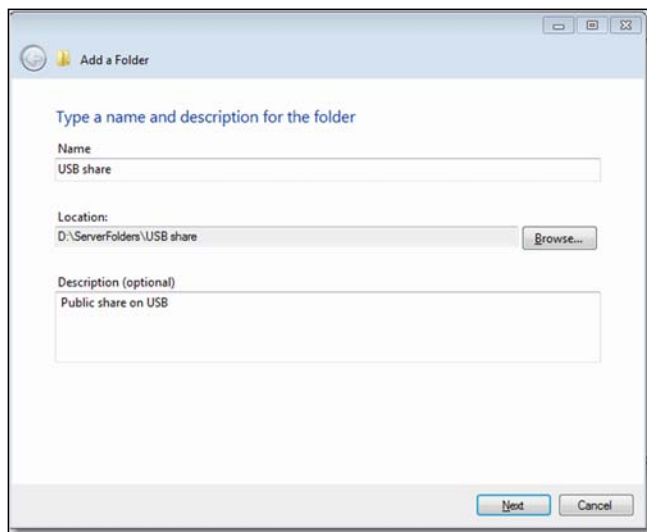 Add a Folder
Type a name and description for the folder
Name
USB share
Location:
D:\ServerFolders\USB share
Browse...
Description (optional)
Public share on USB
Next
Cancel